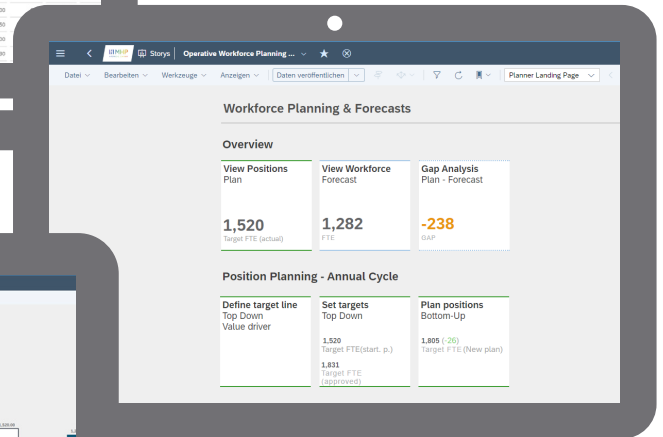 MHP
Storys
Operative Workforce Planning ...
Datei
Bearbeiten
Werkzeuge
Anzeigen
Daten veröffentlichen
Planner Landing Page
Workforce Planning & Forecasts
Overview
View Positions
Plan
1,520
Target FTE (actual)
View Workforce
Forecast
1,282
FTE
Gap Analysis
Plan - Forecast
-238
GAP
Position Planning - Annual Cycle
Define target line
Top Down
Value driver
Set targets
Top Down
1,520
Target FTE(start. p.)
1,831
Target FTE
(approved)
Plan positions
Bottom-Up
1,805 (-26)
Target FTE (New plan)